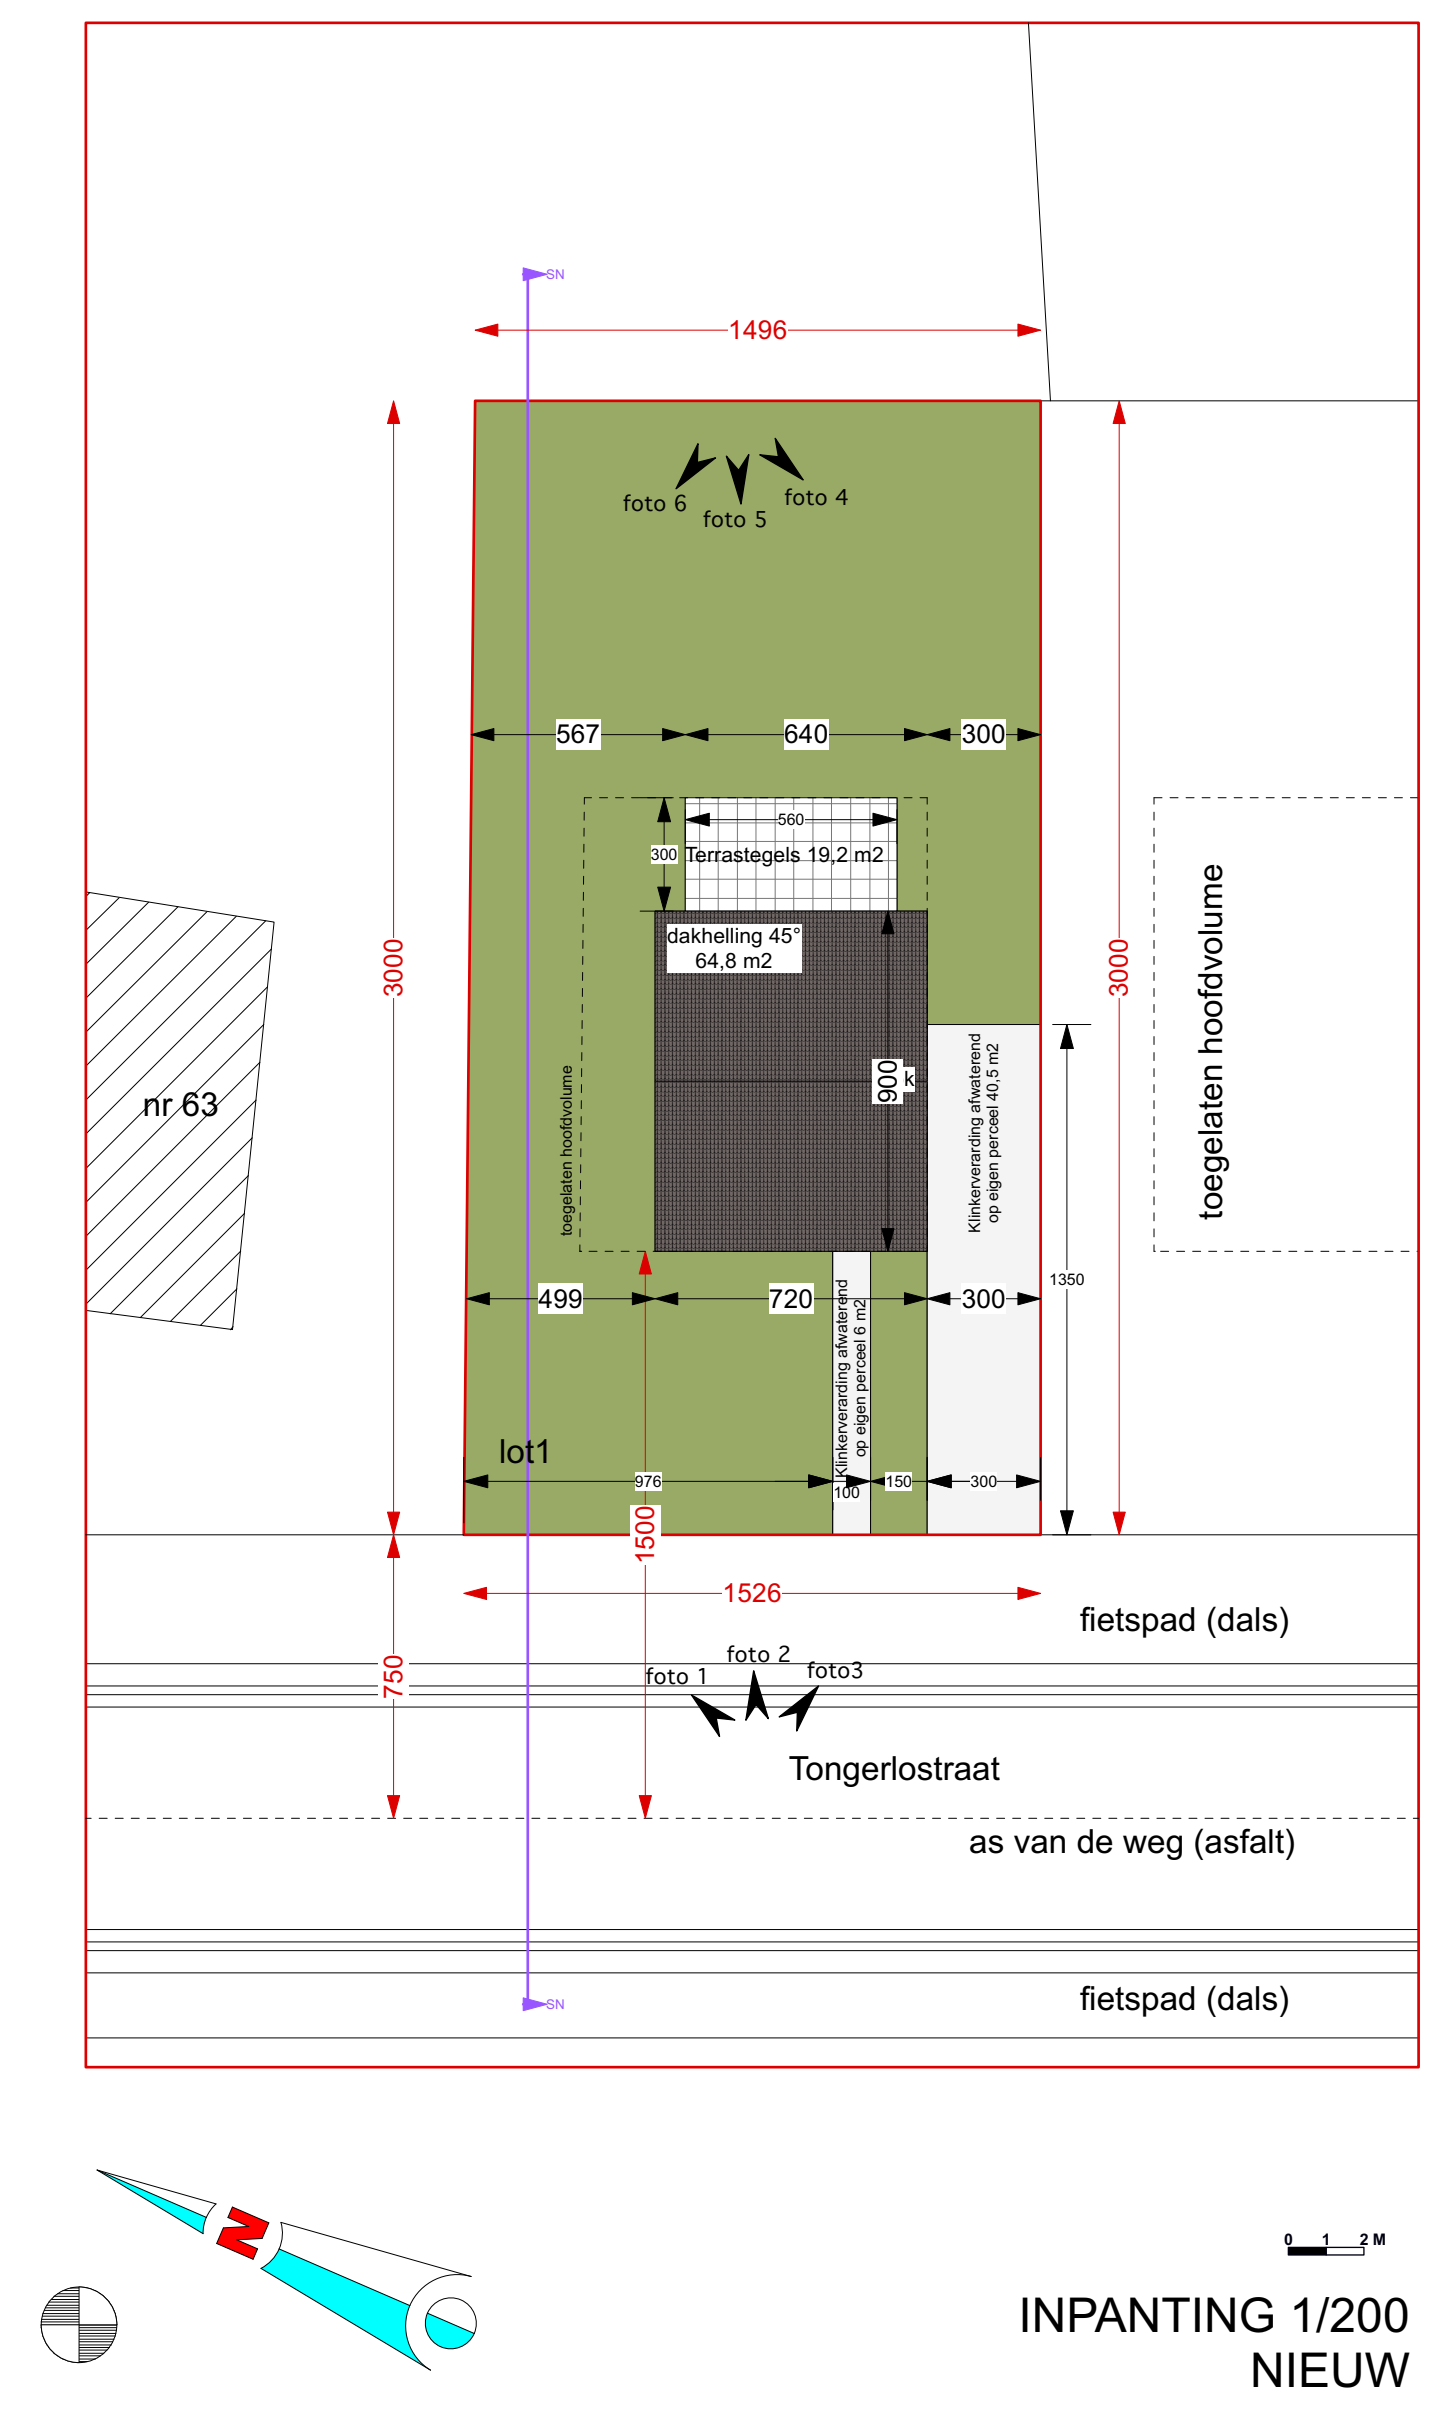 SN
1496
foto 6
foto 5
foto 4
567
640
300
560
300
Terrastegels 19,2 m2
dakhelling 45°
64,8 m2
3000
3000
900
k
nr 63
toegelaten hoofdvolume
Klinkerverarding afwaterend
op eigen perceel 40,5 m2
toegelaten hoofdvolume
1350
499
720
300
Klinkerverarding afwaterend
op eigen perceel 6 m2
lot1
976
100
150
300
1500
1526
fietspad (dals)
750
foto 1
foto 2
foto3
Tongerlostraat
as van de weg (asfalt)
SN
fietspad (dals)
N
0 1 2 M
INPANTING 1/200
NIEUW